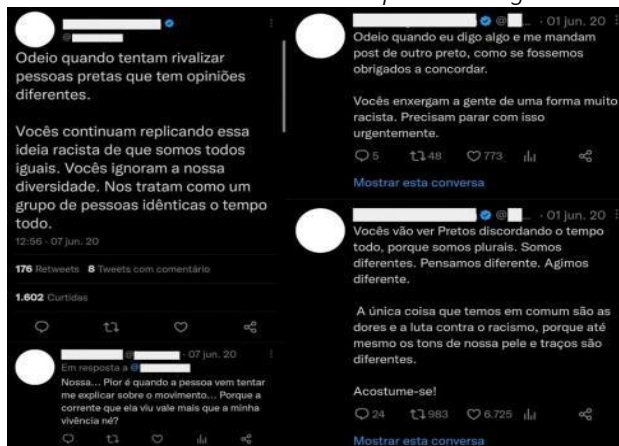 Odeio quando tentam rivalizar
pessoas pretas que tem opiniões
diferentes.
Vocês continuam replicando essa
ideia racista de que somos todos
iguais. Vocês ignoram a nossa
diversidade. Nos tratam como um
grupo de pessoas idênticas o tempo
todo.
12:56 · 07 jun. 20
176 Retweets 8 Tweets com comentário
1.602 Curtidas
@ · 07 jun. 20
Em resposta a @
Nossa... Pior é quando a pessoa vem tentar
me explicar sobre o movimento... Porque a
corrente que ela viu vale mais que a minha
vivência né?
@ ... · 01 jun. 20
Odeio quando eu digo algo e me mandam
post de outro preto, como se fossemos
obrigados a concordar.
Vocês enxergam a gente de uma forma muito
racista. Precisam parar com isso
urgentemente.
5 48 773
Mostrar esta conversa
@ ... · 01 jun. 20
Vocês vão ver Pretos discordando o tempo
todo, porque somos plurais. Somos
diferentes. Pensamos diferente. Agimos
diferente.
A única coisa que temos em comum são as
dores e a luta contra o racismo, porque até
mesmo os tons de nossa pele e traços são
diferentes.
Acostume-se!
24 983 6.725
Mostrar esta conversa